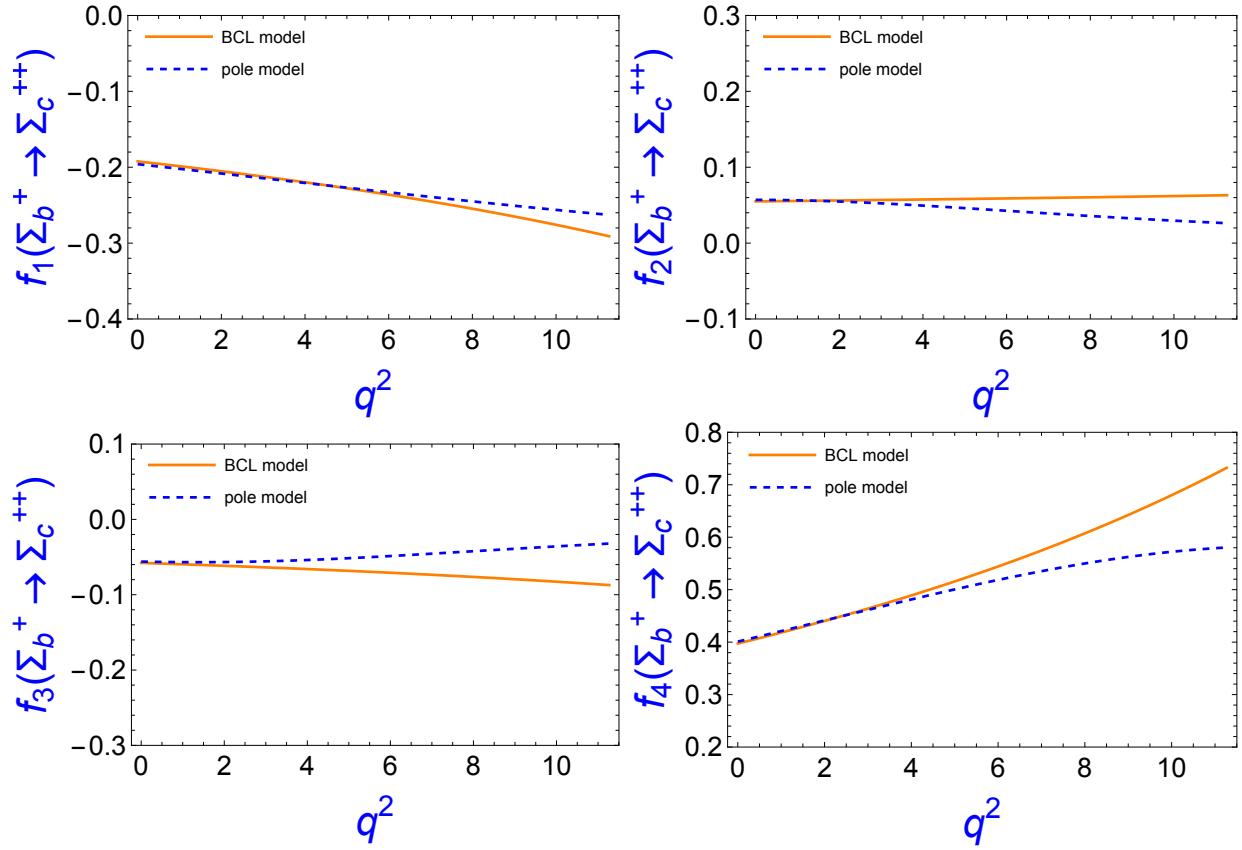 0.0
-0.1
-0.2
-0.3
-0.4
f1(Σb+ → Σc++)
BCL model
pole model
0 2 4 6 8 10
q2
0.3
0.2
0.1
0.0
-0.1
f2(Σb+ → Σc++)
BCL model
pole model
0 2 4 6 8 10
q2
0.1
0.0
-0.1
-0.2
-0.3
f3(Σb+ → Σc++)
BCL model
pole model
0 2 4 6 8 10
q2
0.8
0.7
0.6
0.5
0.4
0.3
0.2
f4(Σb+ → Σc++)
BCL model
pole model
0 2 4 6 8 10
q2